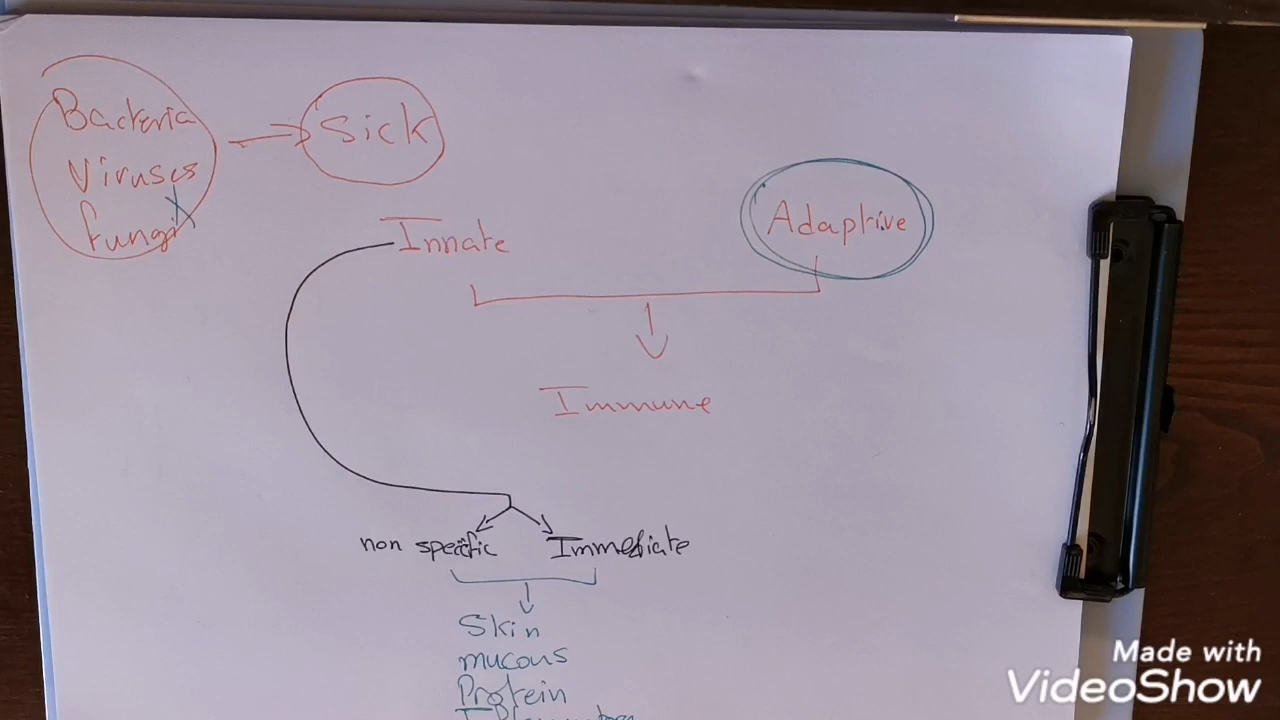 Bacteria
Viruses
fungi
Sick
Innate
Adaptive
Immune
non specific
Immediate
Skin
mucous
Protein
Made with
VideoShow